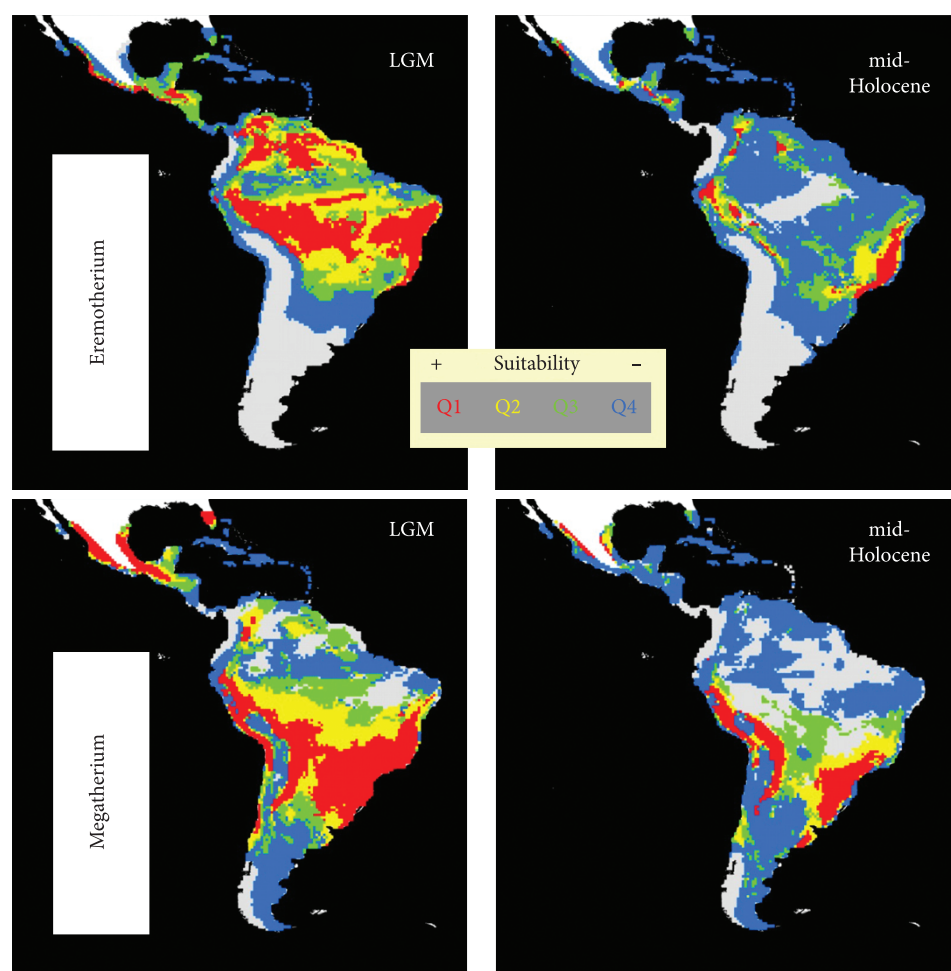 LGM
mid-
Holocene
Eremotherium
+ Suitability –
Q1 Q2 Q3 Q4
LGM
mid-
Holocene
Megatherium